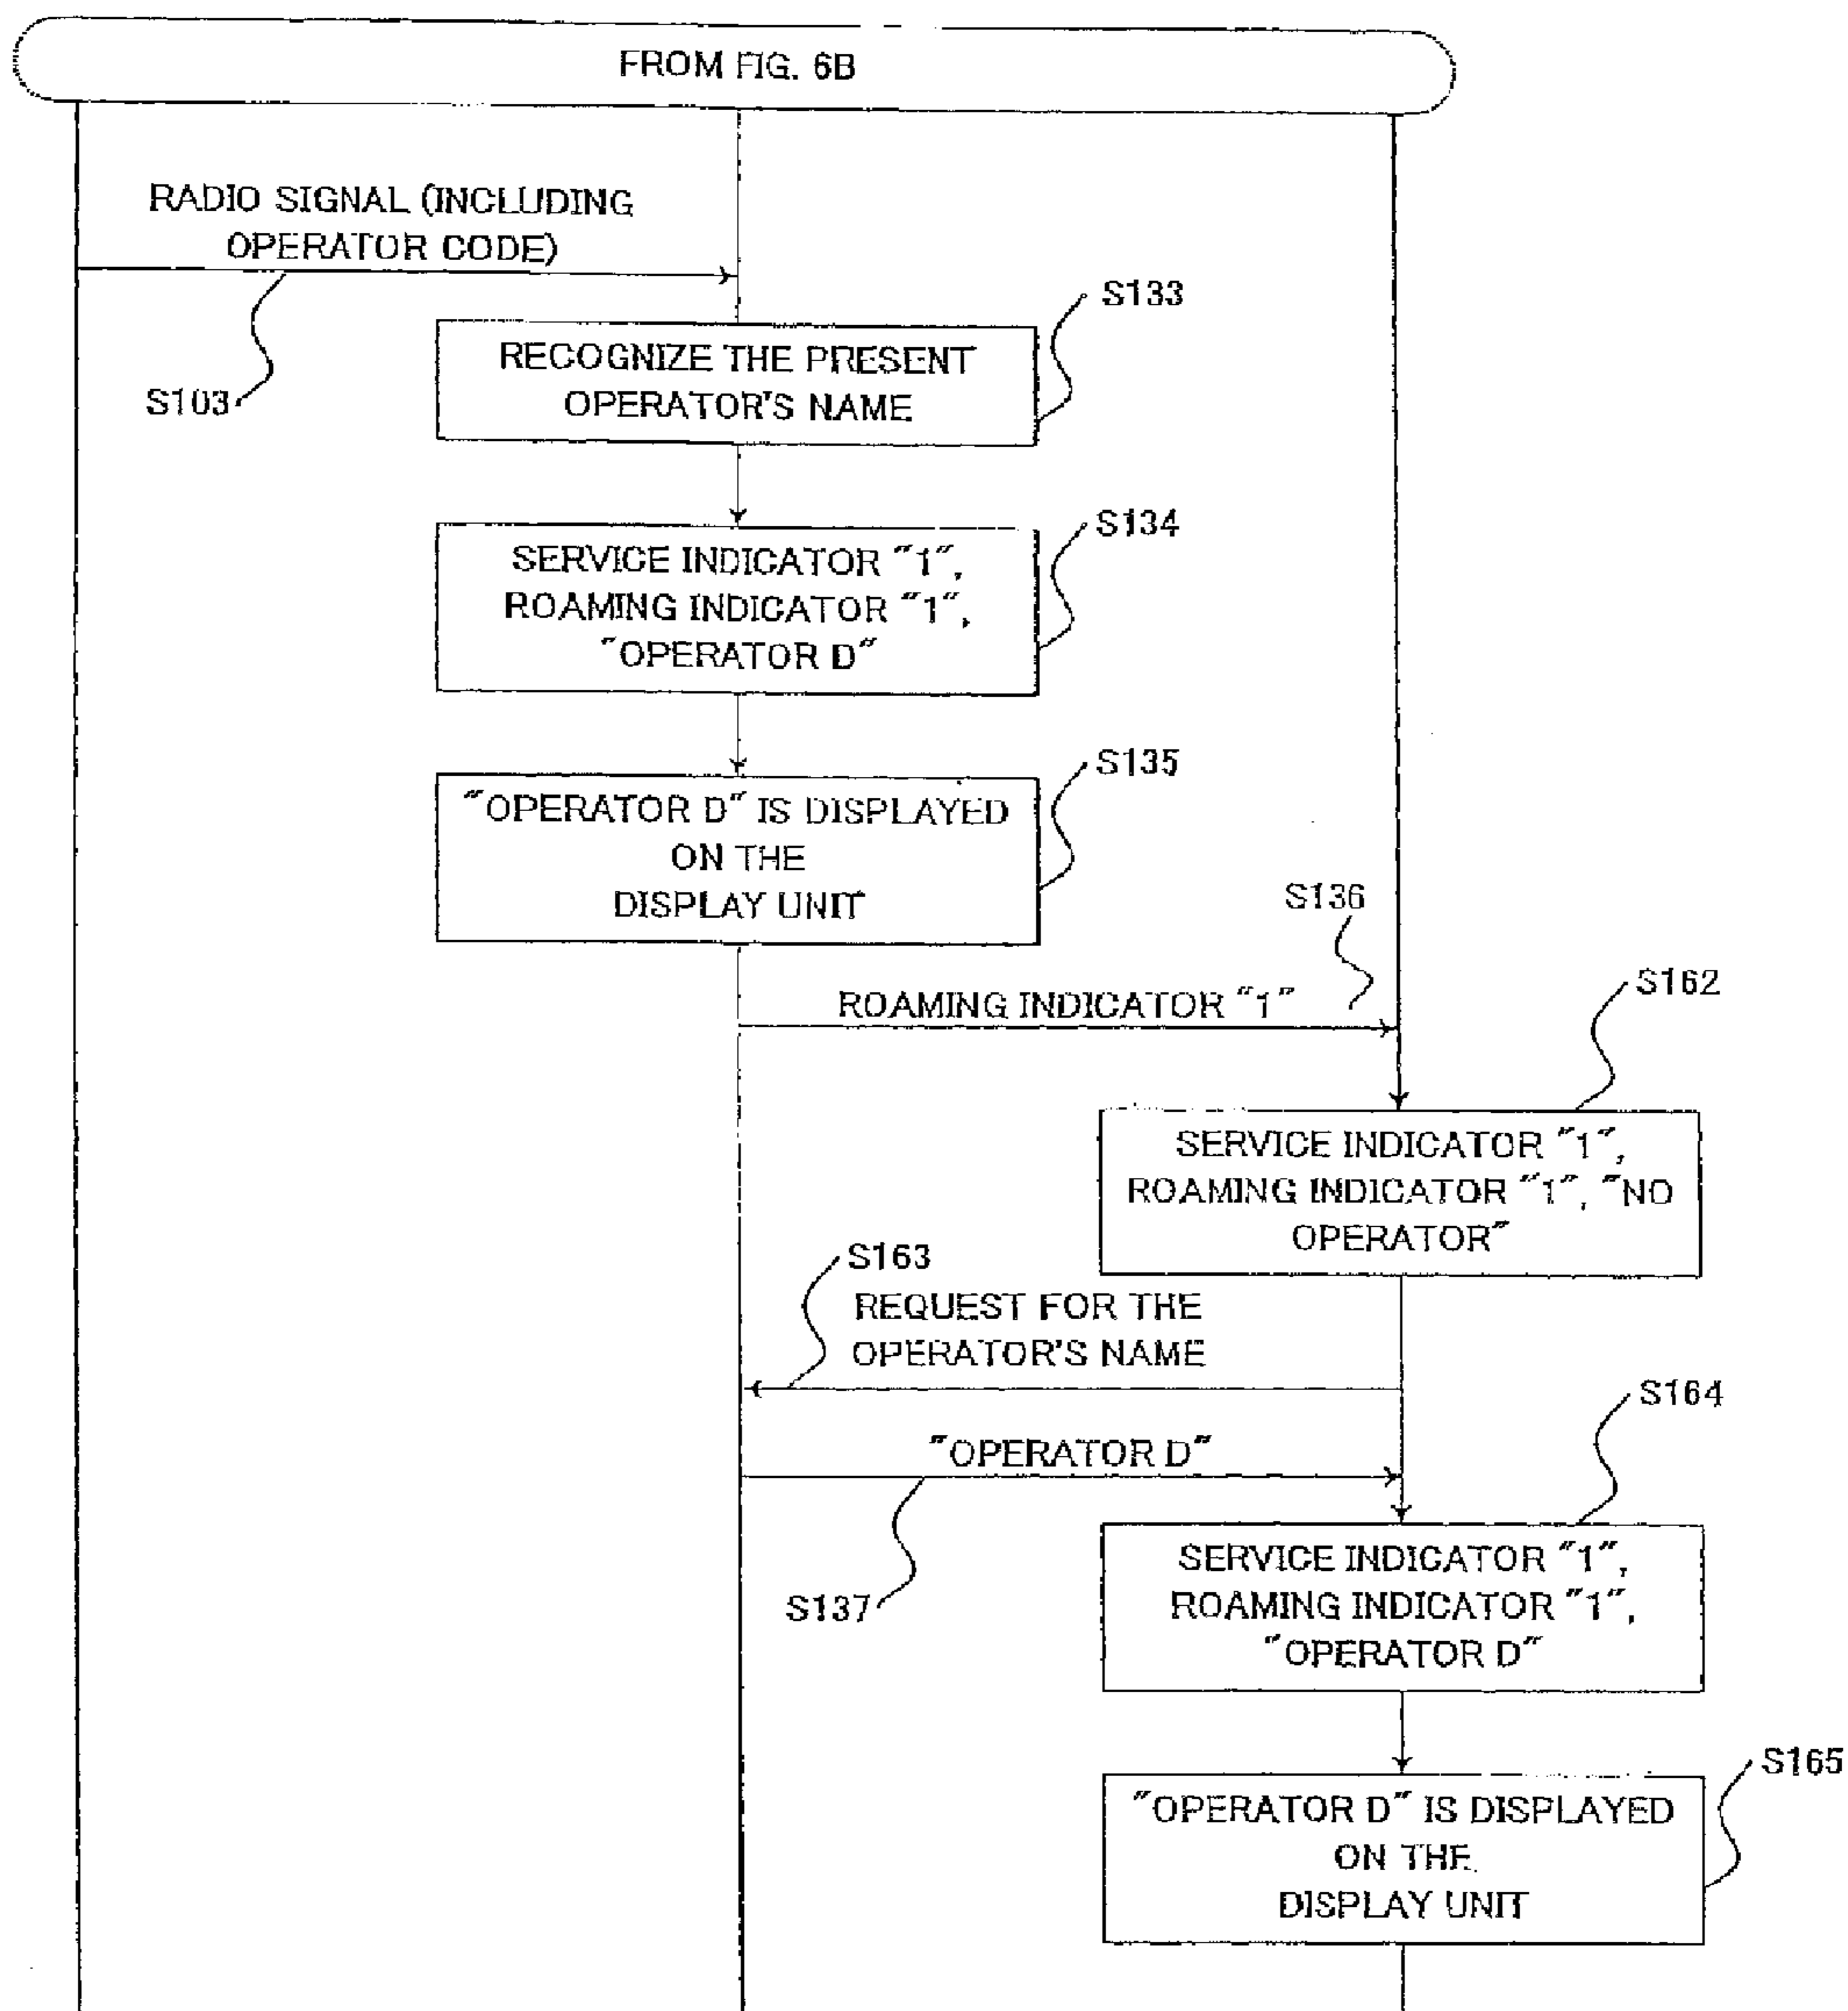 FROM FIG. 6B
RADIO SIGNAL (INCLUDING
OPERATOR CODE)
S103
S133
RECOGNIZE THE PRESENT
OPERATOR'S NAME
S134
SERVICE INDICATOR "1",
ROAMING INDICATOR "1",
"OPERATOR D"
S135
"OPERATOR D" IS DISPLAYED
ON THE
DISPLAY UNIT
S136
ROAMING INDICATOR "1"
S162
SERVICE INDICATOR "1",
ROAMING INDICATOR "1", "NO
OPERATOR"
S163
REQUEST FOR THE
OPERATOR'S NAME
S164
"OPERATOR D"
S137
SERVICE INDICATOR "1",
ROAMING INDICATOR "1",
"OPERATOR D"
S165
"OPERATOR D" IS DISPLAYED
ON THE
DISPLAY UNIT